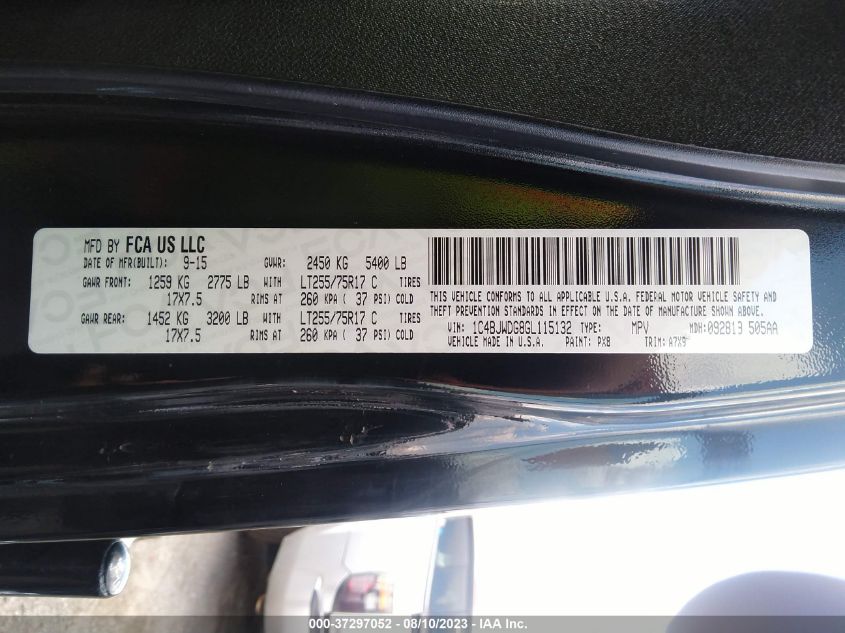 MFD BY FCA US LLC
DATE OF MFR(BUILT): 9-15 GVWR: 2450 KG 5400 LB
GAWR FRONT: 1259 KG 2775 LB WITH LT255/75R17 C TIRES
17X7.5 RIMS AT 260 KPA ( 37 PSI) COLD
GAWR REAR: 1452 KG 3200 LB WITH LT255/75R17 C TIRES
17X7.5 RIMS AT 260 KPA ( 37 PSI) COLD
THIS VEHICLE CONFORMS TO ALL APPLICABLE U.S.A. FEDERAL MOTOR VEHICLE SAFETY AND
THEFT PREVENTION STANDARDS IN EFFECT ON THE DATE OF MANUFACTURE SHOWN ABOVE.
VIN: 1C4BJWDG8GL115132 TYPE: MPV MDH: 092813 505AA
VEHICLE MADE IN U.S.A. PAINT: PX8 TRIM: A7X9
000-37297052 - 08/10/2023 - © IAA Inc.